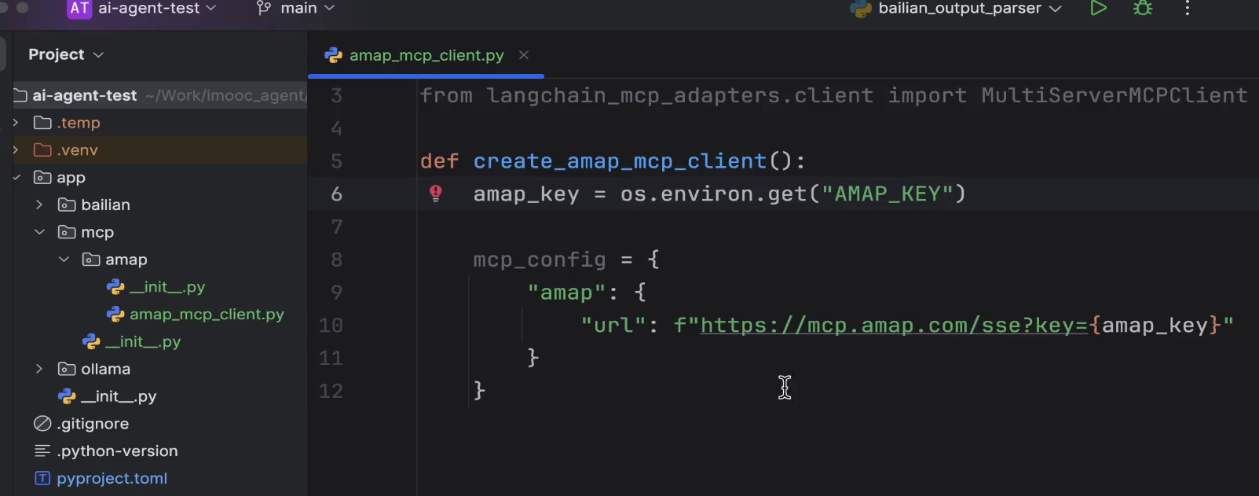 AT ai-agent-test main bailian_output_parser
Project
amap_mcp_client.py
ai-agent-test ~/Work/imooc_agent/
.temp
.venv
app
bailian
mcp
amap
__init__.py
amap_mcp_client.py
__init__.py
ollama
__init__.py
.gitignore
.python-version
pyproject.toml
3 from langchain_mcp_adapters.client import MultiServerMCPClient
4
5 def create_amap_mcp_client():
6 amap_key = os.environ.get("AMAP_KEY")
7
8 mcp_config = {
9 "amap": {
10 "url": f"https://mcp.amap.com/sse?key={amap_key}"
11 }
12 }